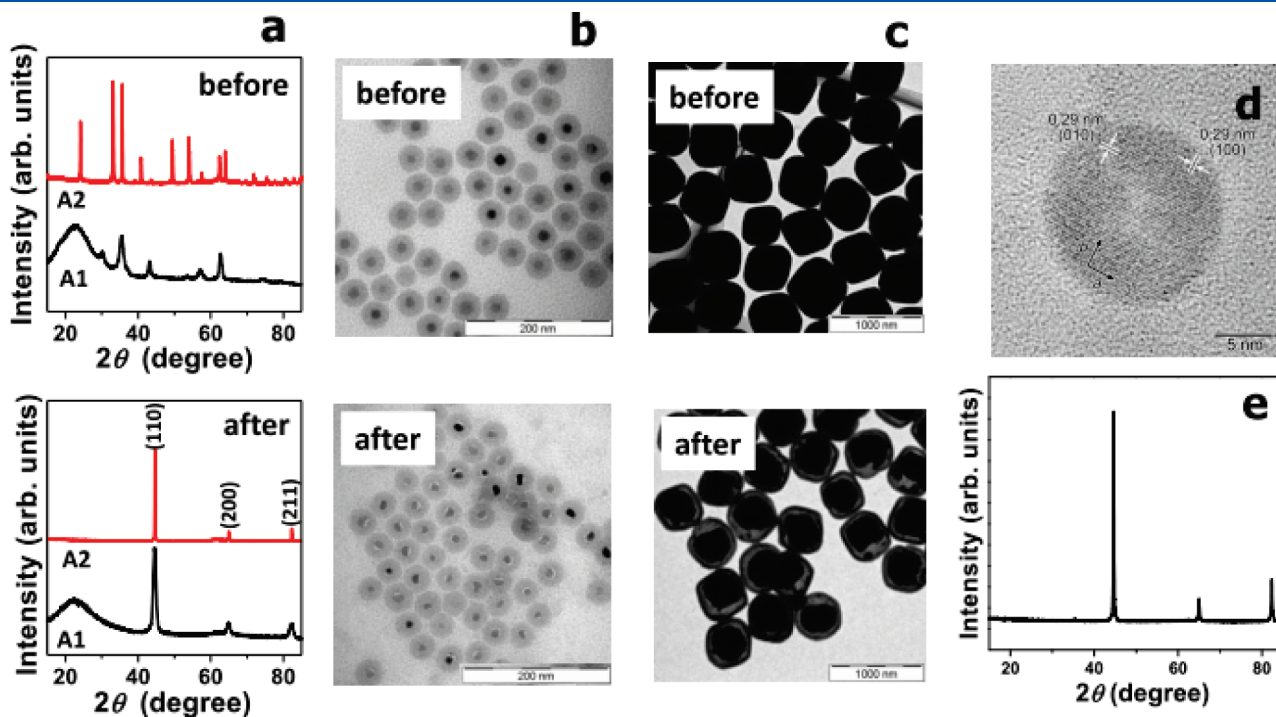 a
Intensity (arb. units)
before
A2
A1
20 40 60 80
2θ (degree)
b
before
200 nm
c
before
1000 nm
d
0,29 nm
(010)
0,29 nm
(100)
b
a
5 nm
Intensity (arb. units)
after
(110)
(200)
(211)
A2
A1
20 40 60 80
2θ (degree)
after
200 nm
after
1000 nm
e
Intensity (arb. units)
20 40 60 80
2θ (degree)